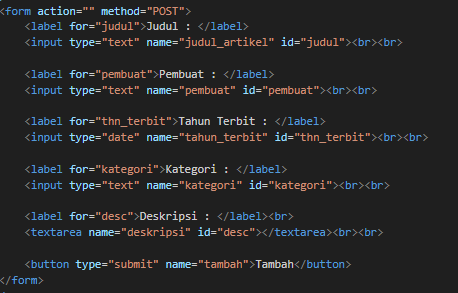 <form action="" method="POST">
<label for="judul">Judul : </label>
<input type="text" name="judul_artikel" id="judul"><br><br>
<label for="pembuat">Pembuat : </label>
<input type="text" name="pembuat" id="pembuat"><br><br>
<label for="thn_terbit">Tahun Terbit : </label>
<input type="date" name="tahun_terbit" id="thn_terbit"><br><br>
<label for="kategori">Kategori : </label>
<input type="text" name="kategori" id="kategori"><br><br>
<label for="desc">Deskripsi : </label><br>
<textarea name="deskripsi" id="desc"></textarea><br><br>
<button type="submit" name="tambah">Tambah</button>
</form>